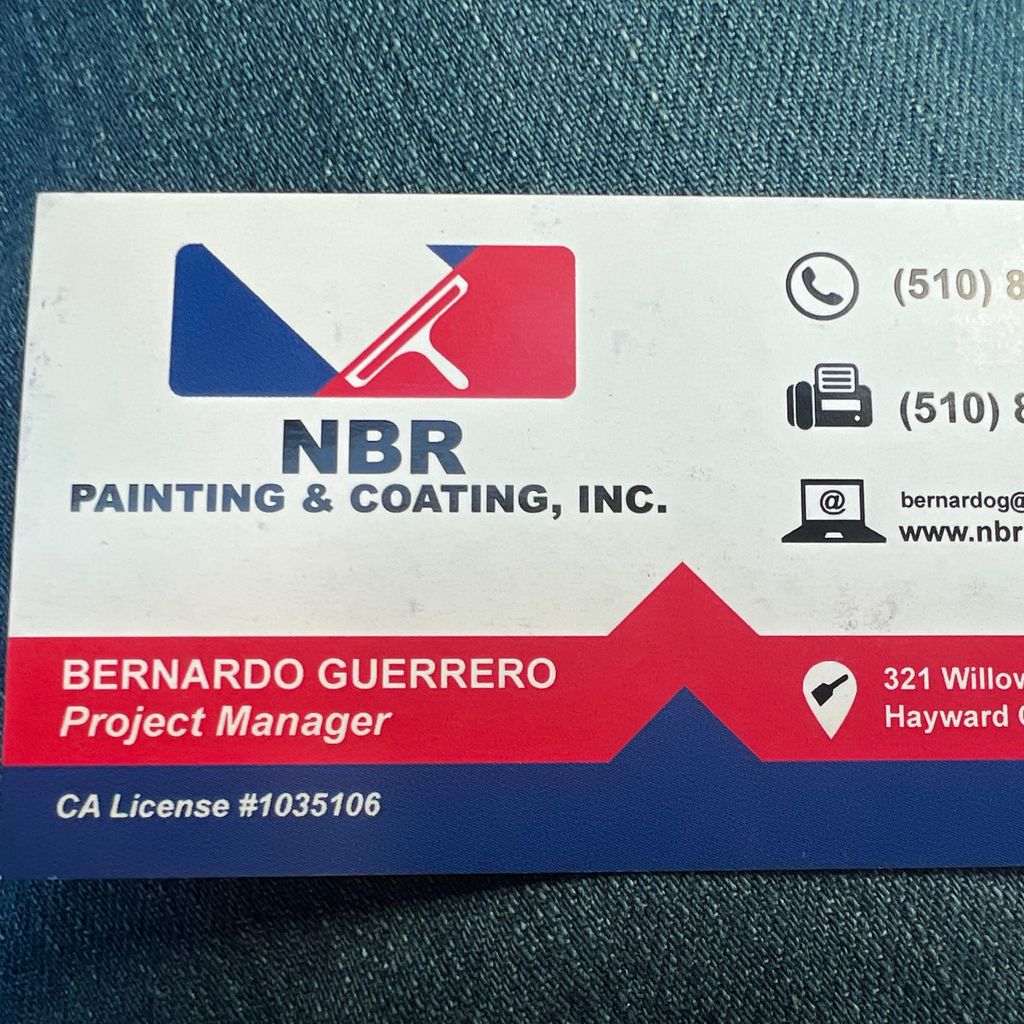 NBR
PAINTING & COATING, INC.
(510) 8
(510) 8
@
bernardog@
www.nbr
BERNARDO GUERRERO
Project Manager
321 Willow
Hayward
CA License #1035106